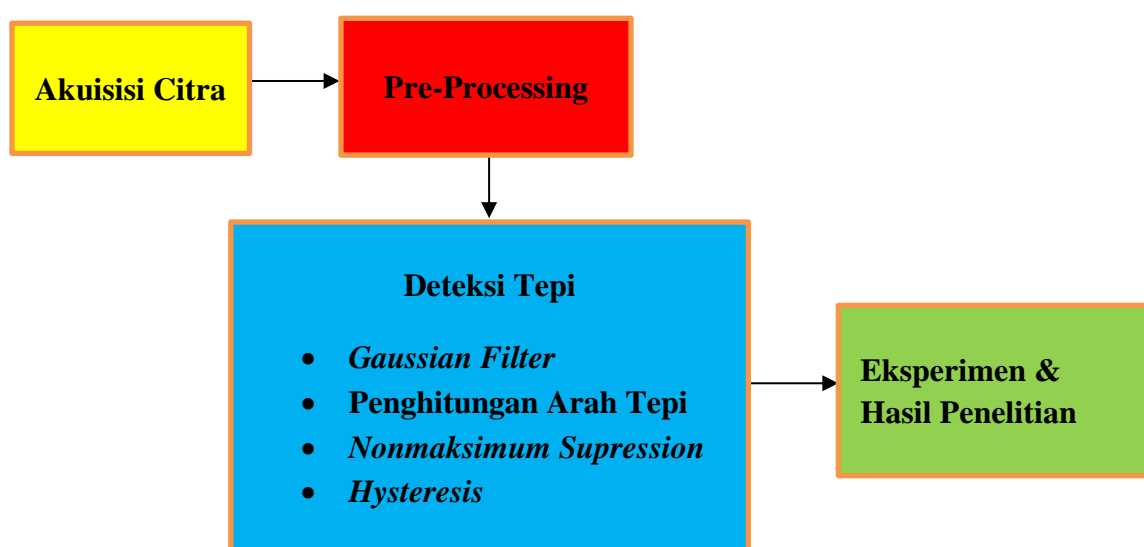 Akuisisi Citra
Pre-Processing
Deteksi Tepi
• Gaussian Filter
• Penghitungan Arah Tepi
• Nonmaksimum Supression
• Hysteresis
Eksperimen &
Hasil Penelitian